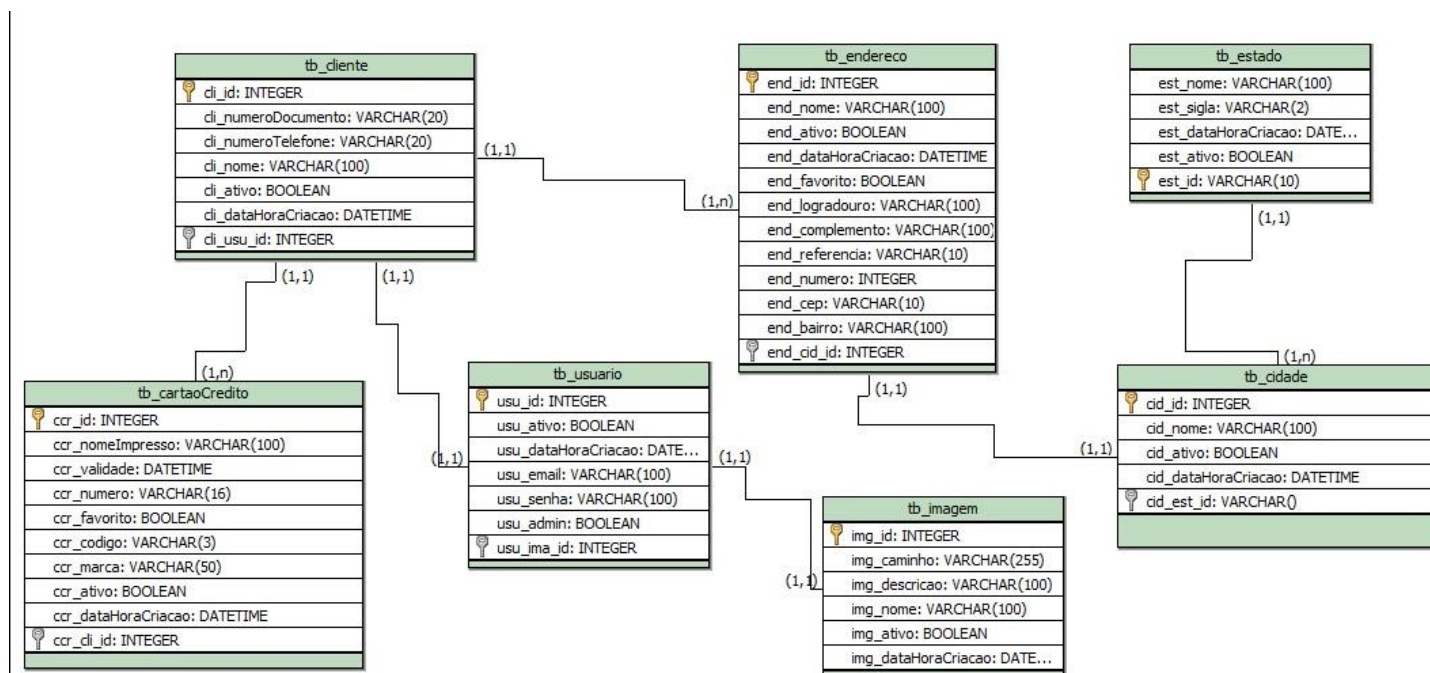 tb_cliente
cli_id: INTEGER
cli_numeroDocumento: VARCHAR(20)
cli_numeroTelefone: VARCHAR(20)
cli_nome: VARCHAR(100)
cli_ativo: BOOLEAN
cli_dataHoraCriacao: DATETIME
cli_usu_id: INTEGER
(1,1)
(1,n)
(1,1)
(1,1)
tb_endereco
end_id: INTEGER
end_nome: VARCHAR(100)
end_ativo: BOOLEAN
end_dataHoraCriacao: DATETIME
end_favorito: BOOLEAN
end_logradouro: VARCHAR(100)
end_complemento: VARCHAR(100)
end_referencia: VARCHAR(10)
end_numero: INTEGER
end_cep: VARCHAR(10)
end_bairro: VARCHAR(100)
end_cid_id: INTEGER
(1,1)
(1,1)
tb_estado
est_nome: VARCHAR(100)
est_sigla: VARCHAR(2)
est_dataHoraCriacao: DATE...
est_ativo: BOOLEAN
est_id: VARCHAR(10)
(1,1)
(1,n)
(1,n)
tb_cartaoCredito
ccr_id: INTEGER
ccr_nomeImpresso: VARCHAR(100)
ccr_validade: DATETIME
ccr_numero: VARCHAR(16)
ccr_favorito: BOOLEAN
ccr_codigo: VARCHAR(3)
ccr_marca: VARCHAR(50)
ccr_ativo: BOOLEAN
ccr_dataHoraCriacao: DATETIME
ccr_cli_id: INTEGER
(1,1)
tb_usuario
usu_id: INTEGER
usu_ativo: BOOLEAN
usu_dataHoraCriacao: DATE...
usu_email: VARCHAR(100)
usu_senha: VARCHAR(100)
usu_admin: BOOLEAN
usu_ima_id: INTEGER
(1,1)
(1,1)
tb_imagem
img_id: INTEGER
img_caminho: VARCHAR(255)
img_descricao: VARCHAR(100)
img_nome: VARCHAR(100)
img_ativo: BOOLEAN
img_dataHoraCriacao: DATE...
tb_cidade
cid_id: INTEGER
cid_nome: VARCHAR(100)
cid_ativo: BOOLEAN
cid_dataHoraCriacao: DATETIME
cid_est_id: VARCHAR()